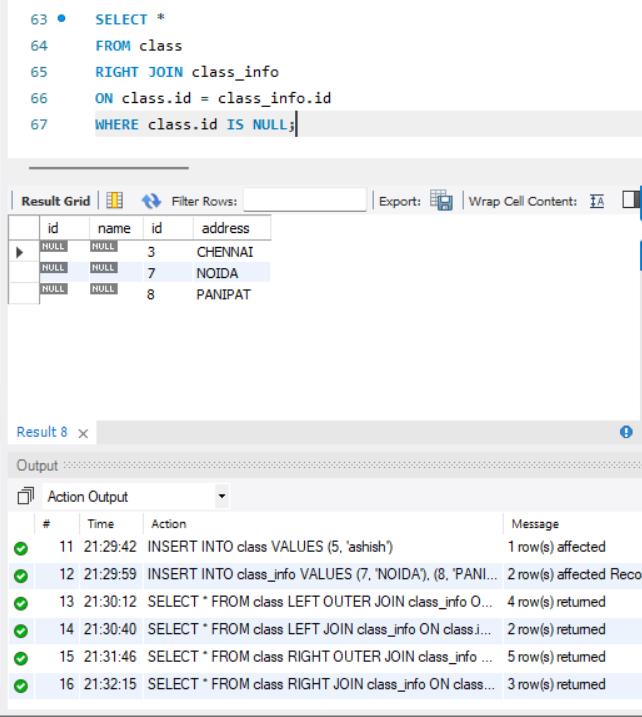 63 SELECT *
64 FROM class
65 RIGHT JOIN class_info
66 ON class.id = class_info.id
67 WHERE class.id IS NULL;
Result Grid Filter Rows: Export: Wrap Cell Content: IA
id name id address
NULL NULL 3 CHENNAI
NULL NULL 7 NOIDA
NULL NULL 8 PANIPAT
Result 8 ×
Output
Action Output
# Time Action Message
11 21:29:42 INSERT INTO class VALUES (5, 'ashish') 1 row(s) affected
12 21:29:59 INSERT INTO class_info VALUES (7, 'NOIDA'), (8, 'PANI... 2 row(s) affected Reco
13 21:30:12 SELECT * FROM class LEFT OUTER JOIN class_info O... 4 row(s) returned
14 21:30:40 SELECT * FROM class LEFT JOIN class_info ON class.i... 2 row(s) returned
15 21:31:46 SELECT * FROM class RIGHT OUTER JOIN class_info ... 5 row(s) returned
16 21:32:15 SELECT * FROM class RIGHT JOIN class_info ON class... 3 row(s) returned